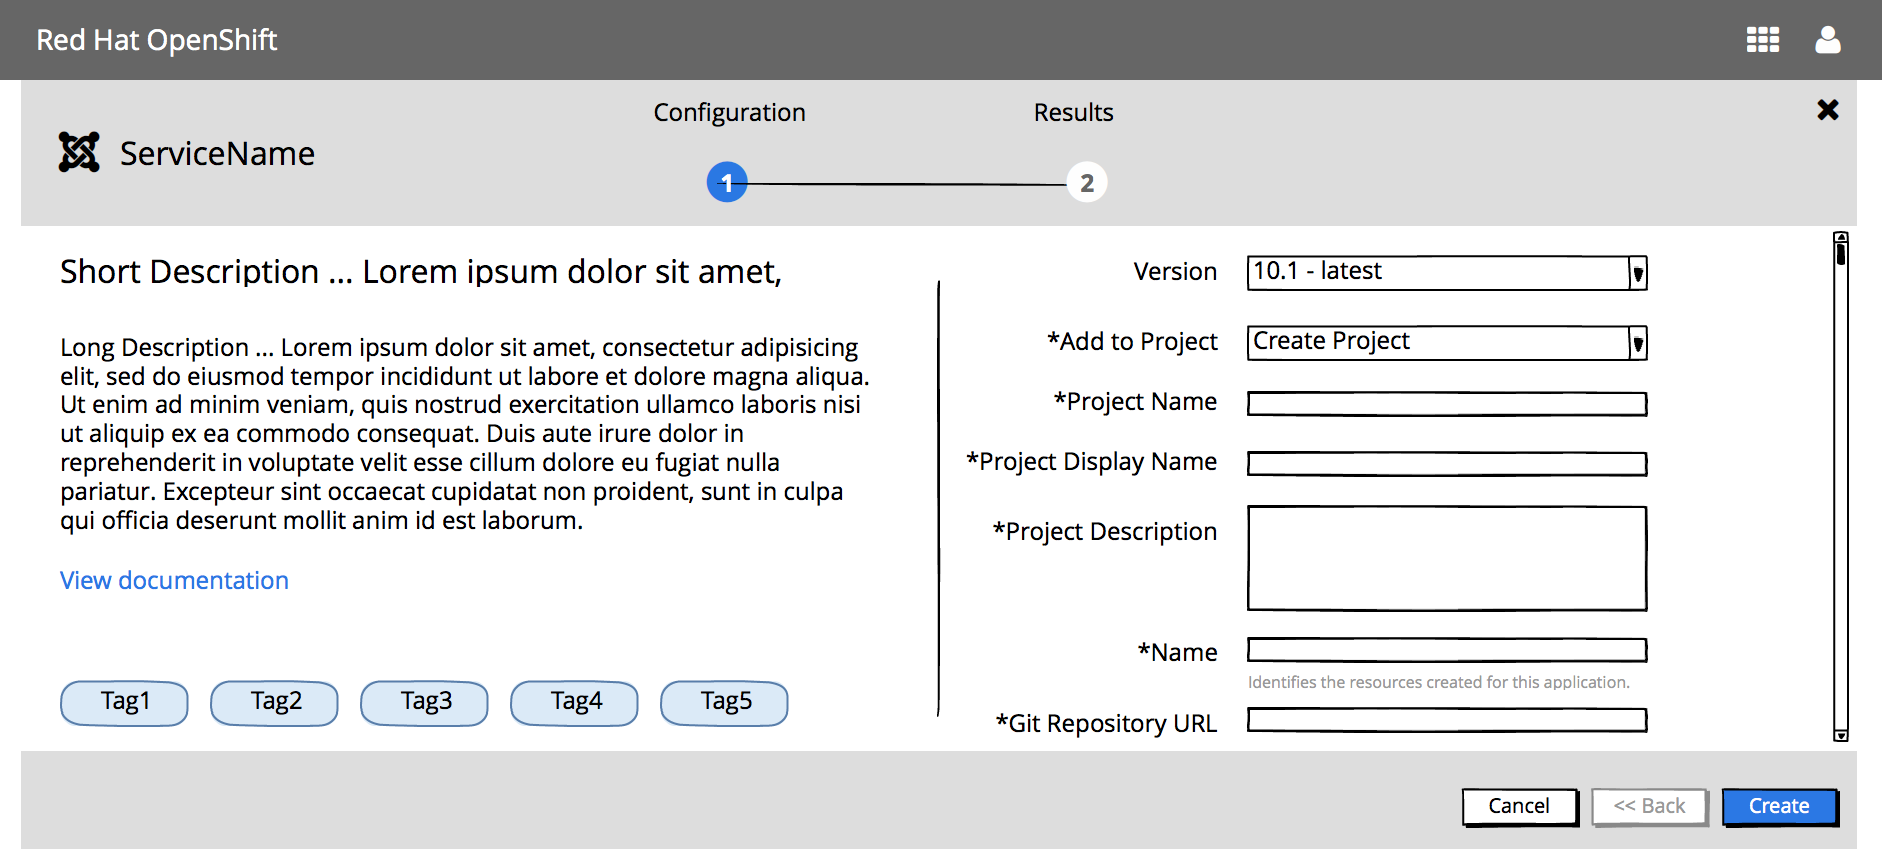 Red Hat OpenShift
ServiceName
Configuration
Results
1
2
Short Description ... Lorem ipsum dolor sit amet,
Long Description ... Lorem ipsum dolor sit amet, consectetur adipisicing
elit, sed do eiusmod tempor incididunt ut labore et dolore magna aliqua.
Ut enim ad minim veniam, quis nostrud exercitation ullamco laboris nisi
ut aliquip ex ea commodo consequat. Duis aute irure dolor in
reprehenderit in voluptate velit esse cillum dolore eu fugiat nulla
pariatur. Excepteur sint occaecat cupidatat non proident, sunt in culpa
qui officia deserunt mollit anim id est laborum.
View documentation
Tag1
Tag2
Tag3
Tag4
Tag5
Version
10.1 - latest
*Add to Project
Create Project
*Project Name
*Project Display Name
*Project Description
*Name
Identifies the resources created for this application.
*Git Repository URL
Cancel
<< Back
Create